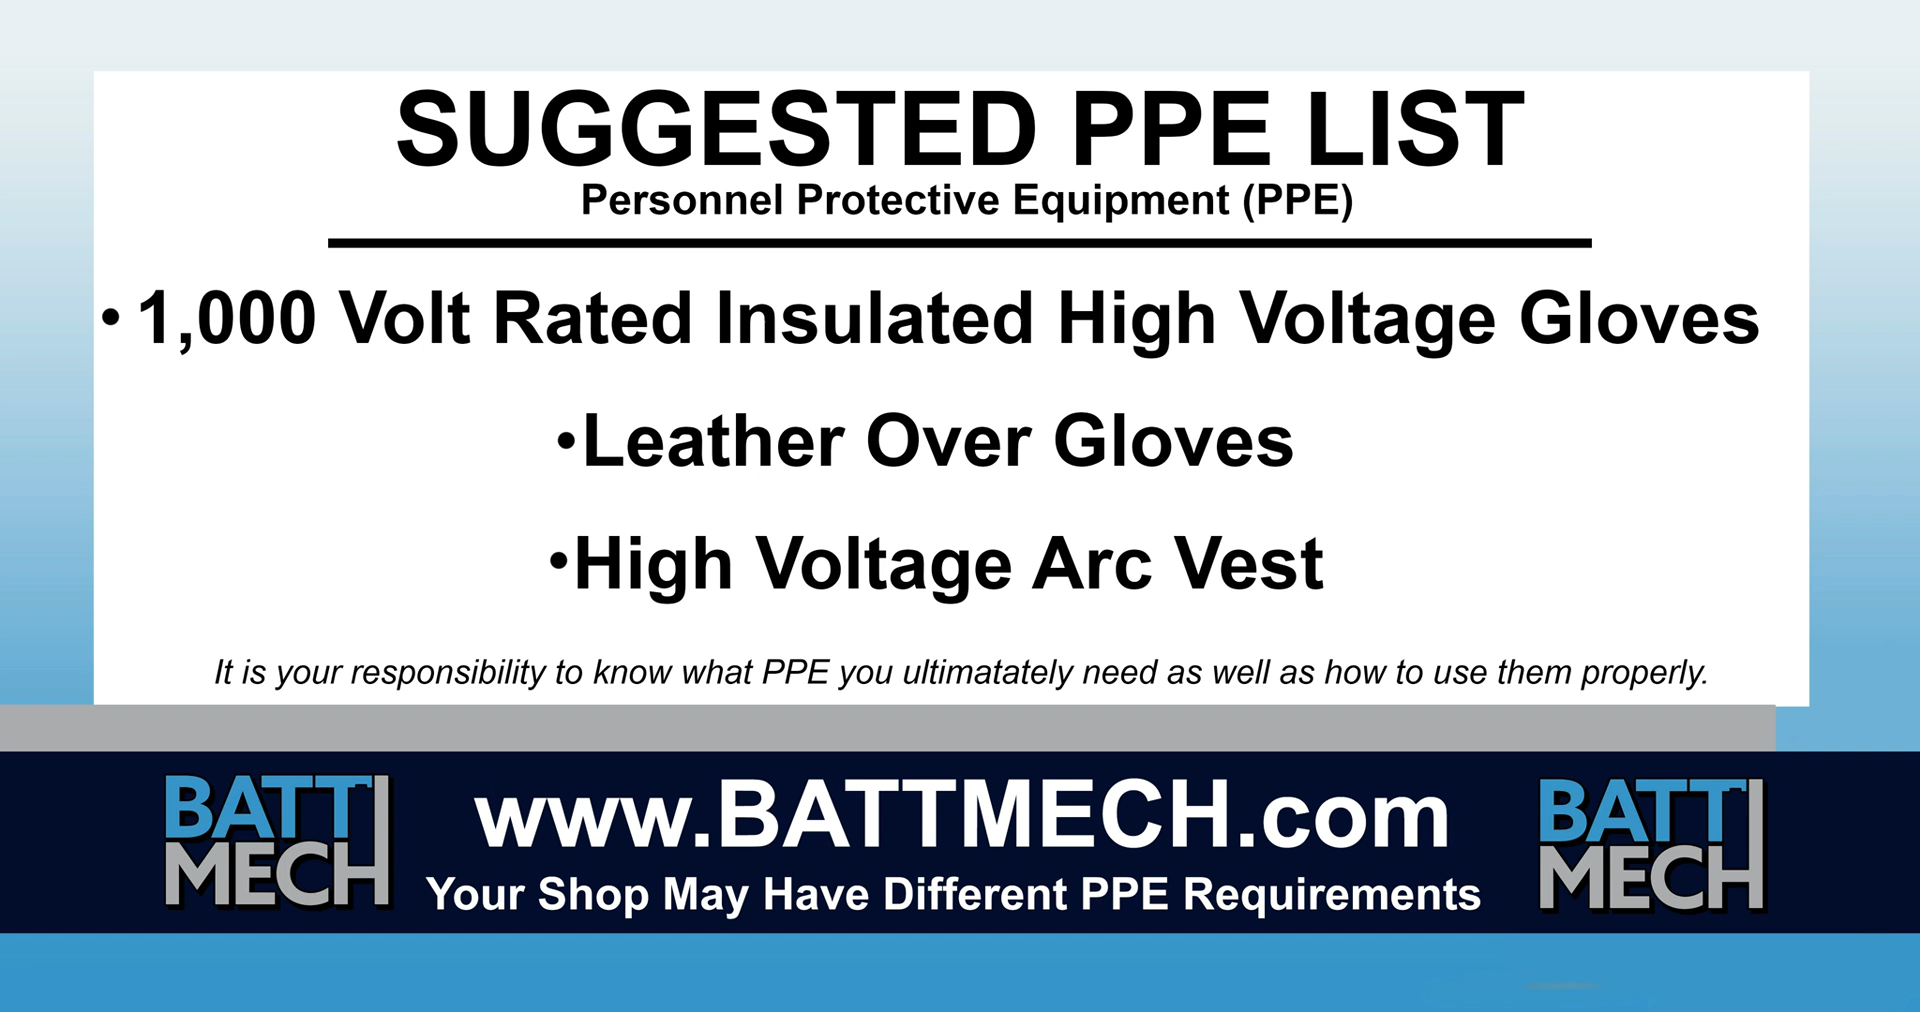 SUGGESTED PPE LIST
Personnel Protective Equipment (PPE)
• 1,000 Volt Rated Insulated High Voltage Gloves
•Leather Over Gloves
•High Voltage Arc Vest
It is your responsibility to know what PPE you ultimatately need as well as how to use them properly.
BATT
MECH
www.BATTMECH.com
Your Shop May Have Different PPE Requirements
BATT
MECH